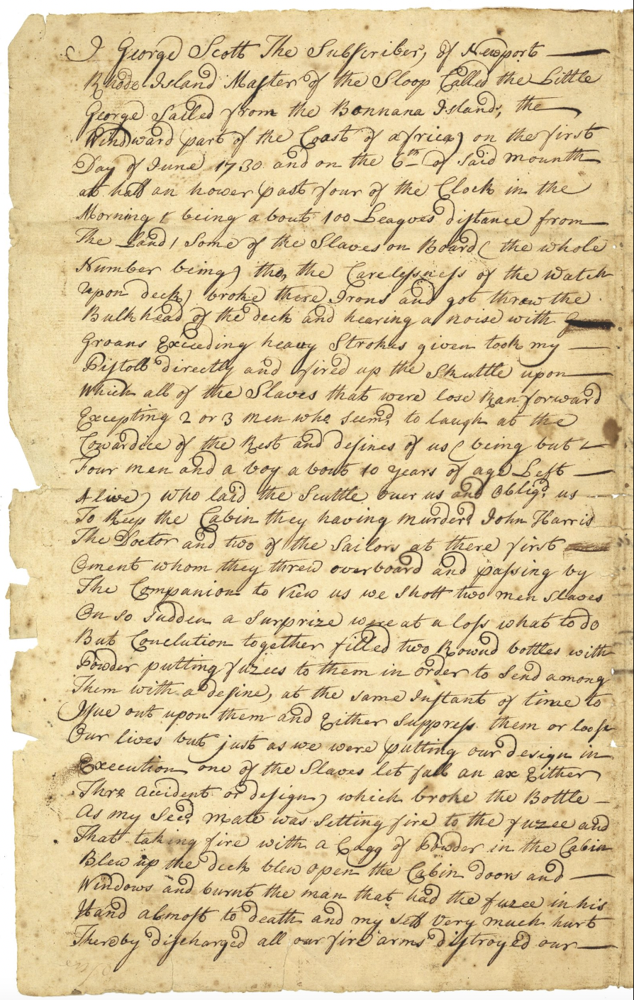 I George Scott The Subscriber, of Newport
Rhode Island Master of the Sloop Called the Little
George Sailed from the Bonnana Islands, the
Windward part of the Coast of africa) on the first
Day of June 1730 and on the 6th of Said mounth
at half an hower past four of the Clock in the
Morning & being about 100 Leagues distance from
The Land / Some of the Slaves on Board ( the whole
Number being) tho, the Carelessness of the watch
upon deck) broke there Irons and got threw the
Bulkhead of the deck and hearing a noise with
Groans Exceeding heavy Strokes given took my
Pistoll directly and fired up the Skuttle upon
Which all of the Slaves that were lose Ran forward
Excepting 2 or 3 men who Seemd to laugh at the
Cowardice of the Rest and defines of us ( being but
Four men and a boy about 10 years of age Left
Alive) who laid the Scuttle over us and Obligd us
To Keep the Cabin they having murderd John Harris
The Doctor and two of the Sailors at there first
Oment whom they threw overboard and passing by
The Companion to View us we Shott two men Slaves
On so Sudden a Surprize were at a loss what to do
But Conclution together filled two Rownd bottles with
Powder putting fuzees to them in order to Send among
Them with a desine, at the same Instant of time to
Issue out upon them and Either Suppress them or loose
Our lives but just as we were putting our design in
Execution one of the Slaves let fall an ax Either
Thro accident or design) which broke the Bottle
As my Secd mate was Setting fire to the fuzee and
That taking fire with a Cagg of Powder in the Cabin
Blew up the deck blew open the Cabin doors and
Windows and burnt the man that had the fuzee in his
Hand almost to death and my Self Very much hurt
Thereby discharged all our fire arms distroyed our